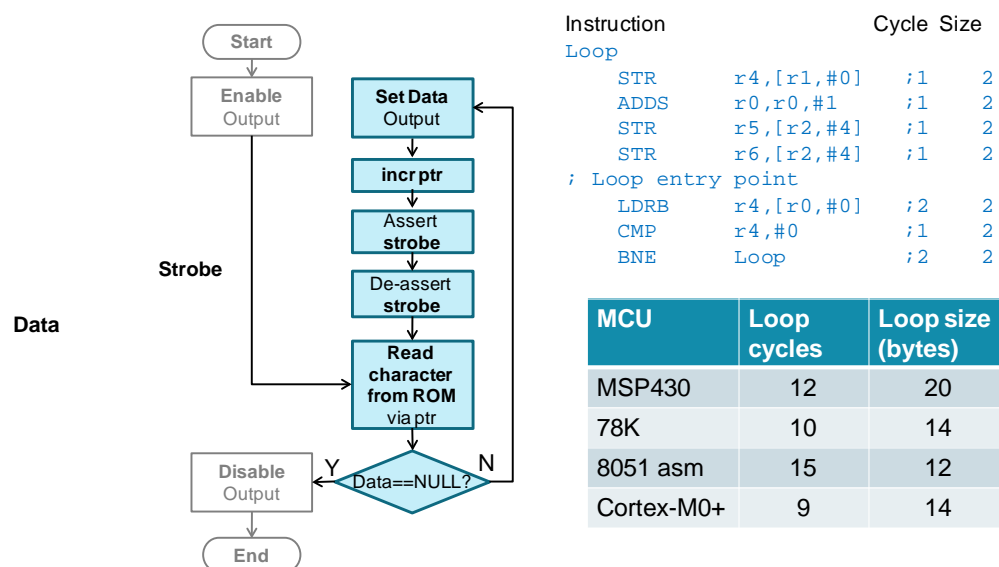 Start
Enable
Output
Set Data
Output
incr ptr
Assert
strobe
De-assert
strobe
Read
character
from ROM
via ptr
Data==NULL?
Y
N
Disable
Output
End
Strobe
Data
Instruction Cycle Size
Loop
STR r4,[r1,#0] ;1 2
ADDS r0,r0,#1 ;1 2
STR r5,[r2,#4] ;1 2
STR r6,[r2,#4] ;1 2
; Loop entry point
LDRB r4,[r0,#0] ;2 2
CMP r4,#0 ;1 2
BNE Loop ;2 2
MCU Loop cycles Loop size (bytes)
MSP430 12 20
78K 10 14
8051 asm 15 12
Cortex-M0+ 9 14